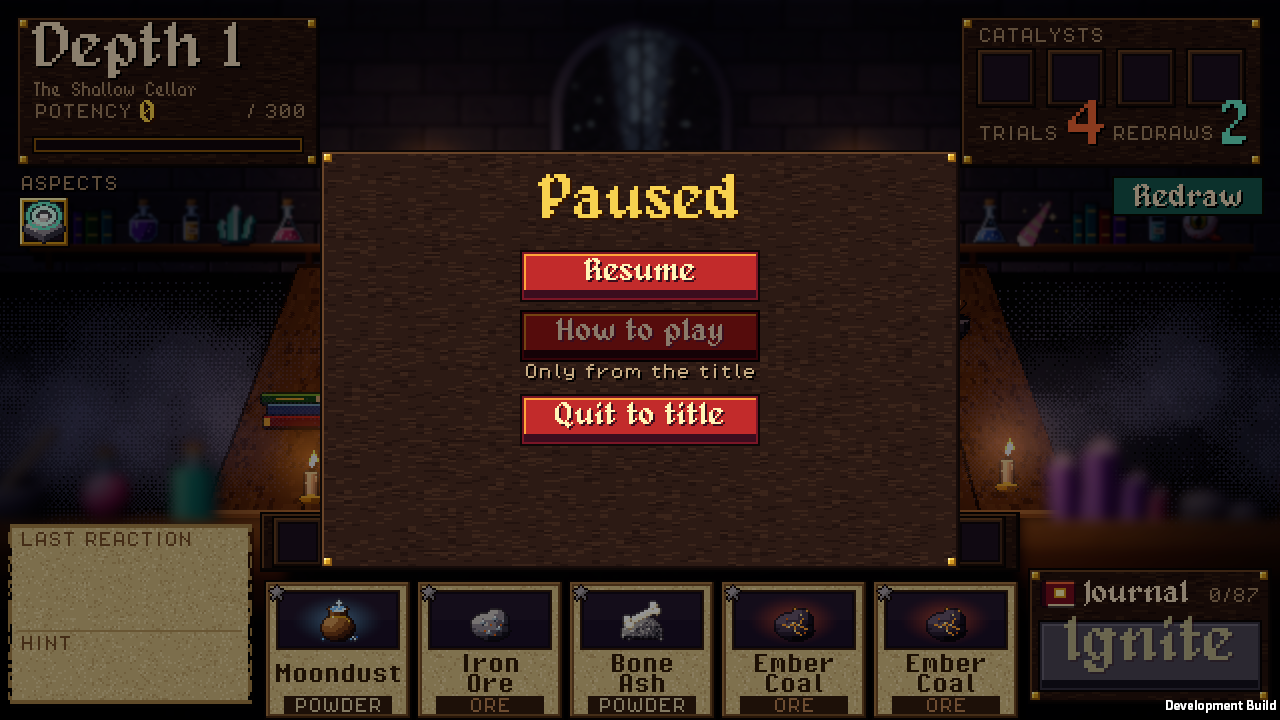 Depth 1
The Shallow Cellar
POTENCY 0 / 300
ASPECTS
CATALYSTS
TRIALS 4 REDRAWS 2
Redraw
Paused
Resume
How to play
Only from the title
Quit to title
LAST REACTION
HINT
Moondust
POWDER
Iron
Ore
ORE
Bone
Ash
POWDER
Ember
Coal
ORE
Ember
Coal
ORE
Journal 0/87
Ignite
Development Build